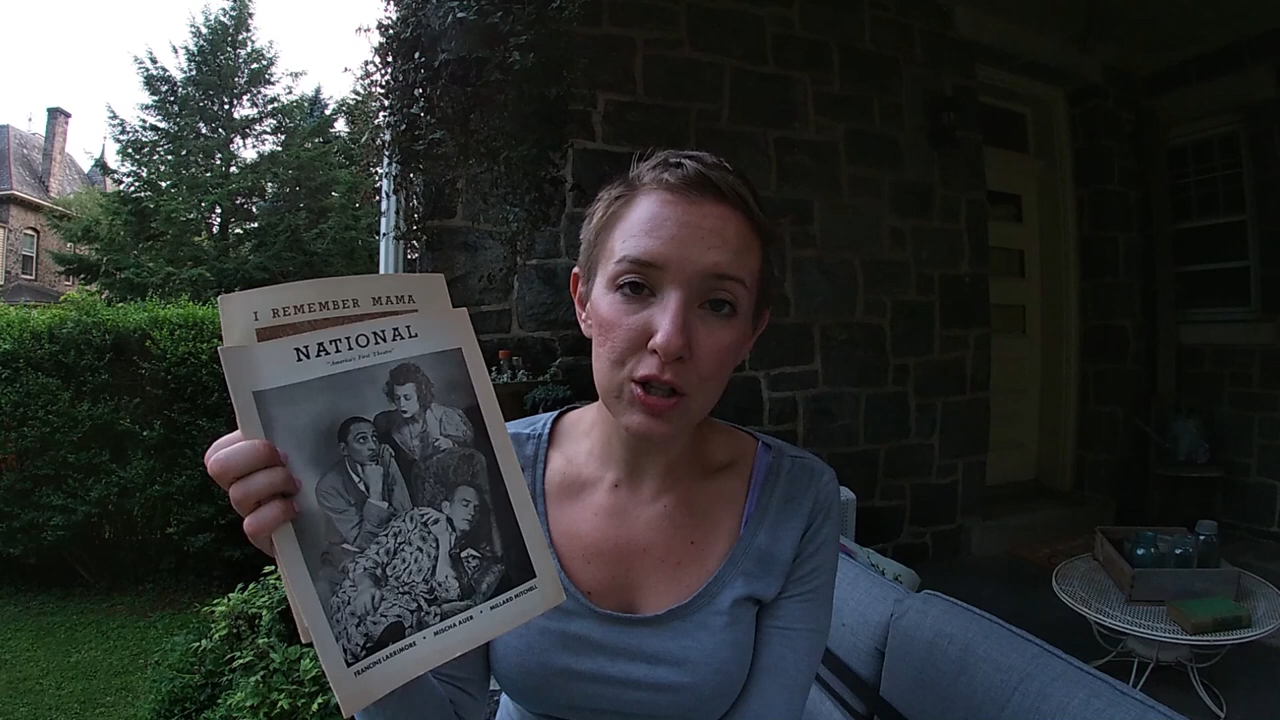 I REMEMBER MAMA
NATIONAL
"America's First Theatre"
FRANCINE LARRIMORE • MISCHA AUER • MILLARD MITCHELL